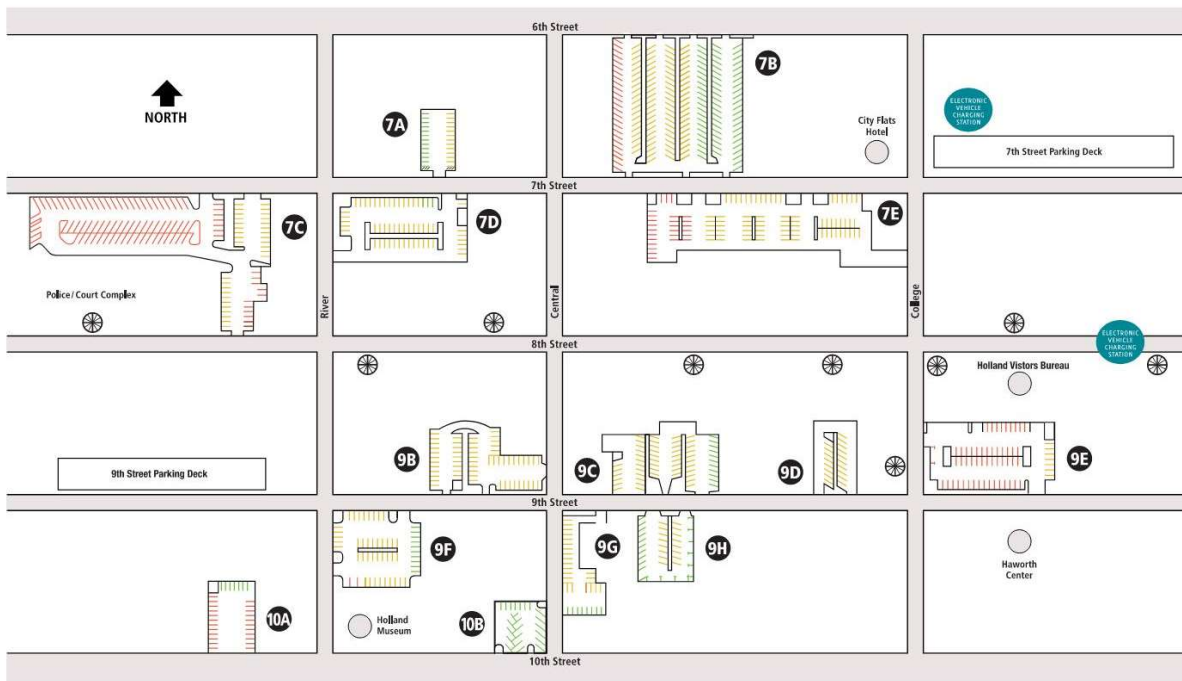 6th Street
NORTH
7A
7B
City Flats
Hotel
ELECTRONIC
VEHICLE
CHARGING
STATION
7th Street Parking Deck
7th Street
7C
7D
7E
Police/Court Complex
River
Central
College
8th Street
ELECTRONIC
VEHICLE
CHARGING
STATION
Holland Vistors Bureau
9th Street Parking Deck
9B
9C
9D
9E
9th Street
9F
9G
9H
Haworth
Center
10A
Holland
Museum
10B
10th Street